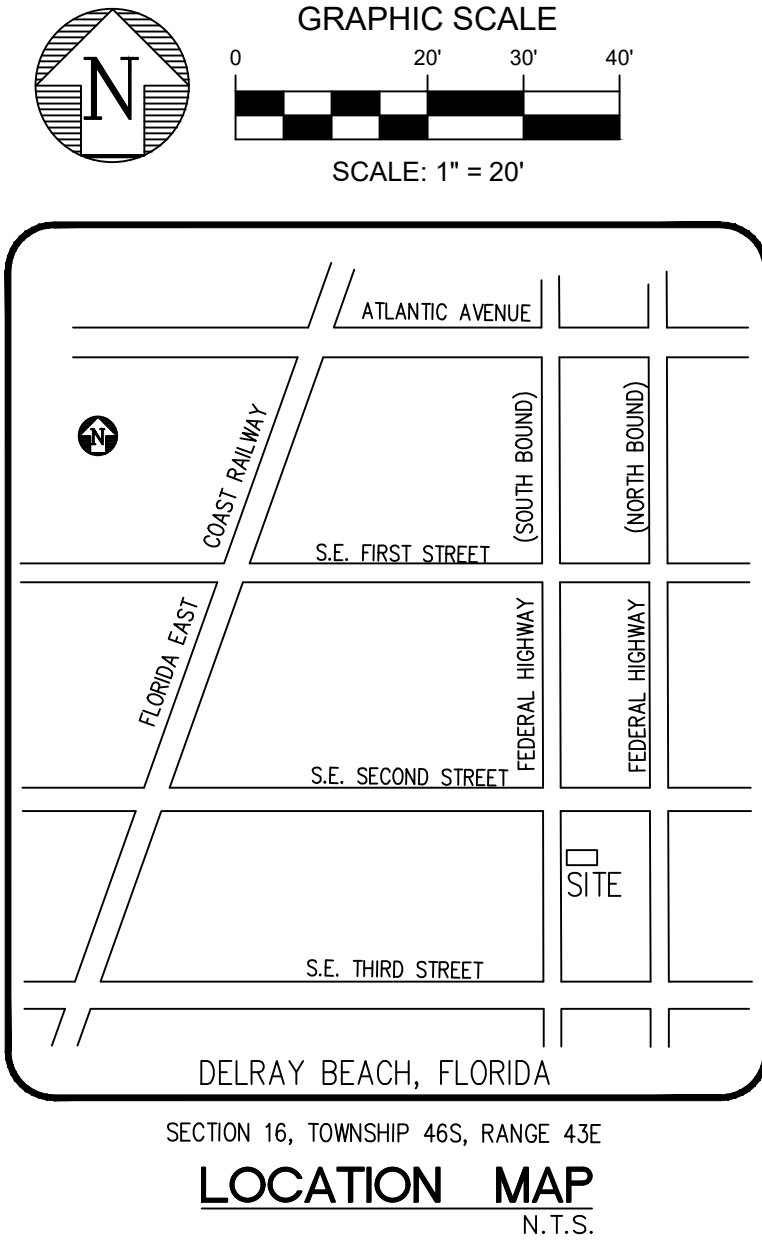 GRAPHIC SCALE
N
0 20' 30' 40'
SCALE: 1" = 20'
ATLANTIC AVENUE
N
COAST RAILWAY
(SOUTH BOUND)
(NORTH BOUND)
S.E. FIRST STREET
FLORIDA EAST
FEDERAL HIGHWAY
FEDERAL HIGHWAY
S.E. SECOND STREET
SITE
S.E. THIRD STREET
DELRAY BEACH, FLORIDA
SECTION 16, TOWNSHIP 46S, RANGE 43E
LOCATION MAP
N.T.S.